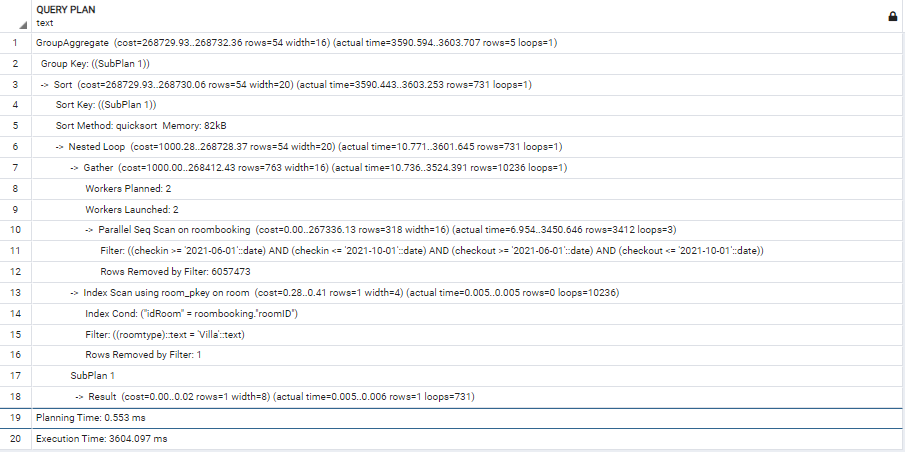 QUERY PLAN
text
1 GroupAggregate (cost=268729.93..268732.36 rows=54 width=16) (actual time=3590.594..3603.707 rows=5 loops=1)
2 Group Key: ((SubPlan 1))
3 -> Sort (cost=268729.93..268730.06 rows=54 width=20) (actual time=3590.443..3603.253 rows=731 loops=1)
4 Sort Key: ((SubPlan 1))
5 Sort Method: quicksort Memory: 82kB
6 -> Nested Loop (cost=1000.28..268728.37 rows=54 width=20) (actual time=10.771..3601.645 rows=731 loops=1)
7 -> Gather (cost=1000.00..268412.43 rows=763 width=16) (actual time=10.736..3524.391 rows=10236 loops=1)
8 Workers Planned: 2
9 Workers Launched: 2
10 -> Parallel Seq Scan on roombooking (cost=0.00..267336.13 rows=318 width=16) (actual time=6.954..3450.646 rows=3412 loops=3)
11 Filter: ((checkin >= '2021-06-01'::date) AND (checkin <= '2021-10-01'::date) AND (checkout >= '2021-06-01'::date) AND (checkout <= '2021-10-01'::date))
12 Rows Removed by Filter: 6057473
13 -> Index Scan using room_pkey on room (cost=0.28..0.41 rows=1 width=4) (actual time=0.005..0.005 rows=0 loops=10236)
14 Index Cond: ("idRoom" = roombooking."roomID")
15 Filter: ((roomtype)::text = 'Villa'::text)
16 Rows Removed by Filter: 1
17 SubPlan 1
18 -> Result (cost=0.00..0.02 rows=1 width=8) (actual time=0.005..0.006 rows=1 loops=731)
19 Planning Time: 0.553 ms
20 Execution Time: 3604.097 ms